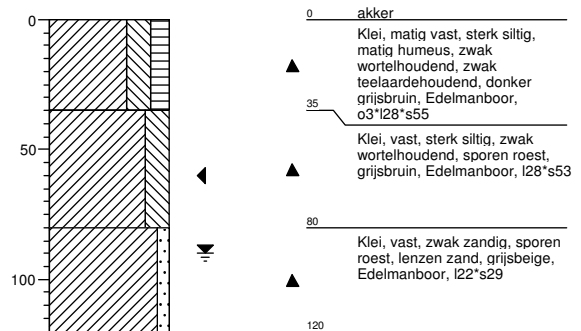 0
50
100
0 akker
Klei, matig vast, sterk siltig,
matig humeus, zwak
wortelhoudend, zwak
teelaardehoudend, donker
grijsbruin, Edelmanboor,
o3*l28*s55
35
Klei, vast, sterk siltig, zwak
wortelhoudend, sporen roest,
grijsbruin, Edelmanboor, l28*s53
80
Klei, vast, zwak zandig, sporen
roest, lenzen zand, grijsbeige,
Edelmanboor, l22*s29
120